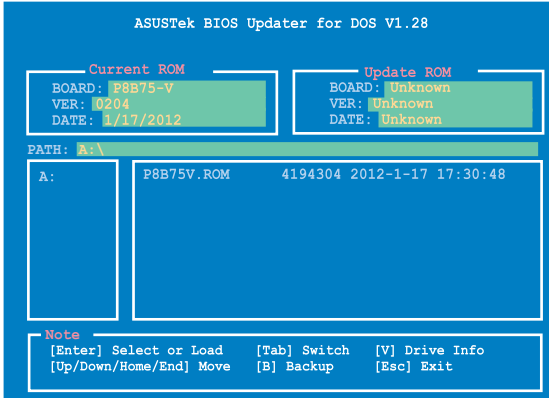 ASUSTek BIOS Updater for DOS V1.28
Current ROM
BOARD: P8B75-V
VER: 0204
DATE: 1/17/2012
Update ROM
BOARD: Unknown
VER: Unknown
DATE: Unknown
PATH: A:\
A:
P8B75V.ROM 4194304 2012-1-17 17:30:48
Note
[Enter] Select or Load [Tab] Switch [V] Drive Info
[Up/Down/Home/End] Move [B] Backup [Esc] Exit